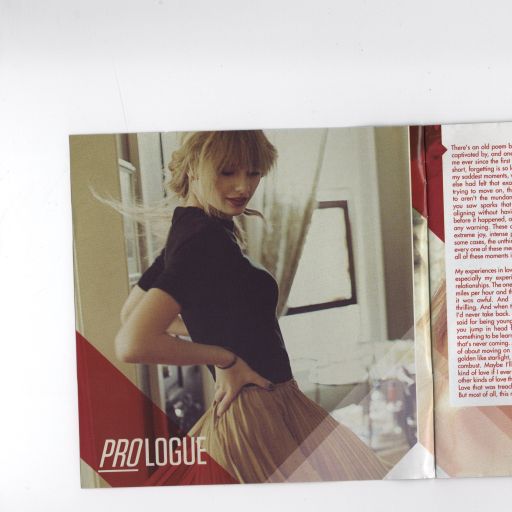 PROLOGUE
There's an old poem b
captivated by, and one
me ever since the first
short, forgetting is so l
my saddest moments,
else had felt that exa
trying to move on, th
to aren't the mundan
you saw sparks that
aligning without havi
before it happened, o
any warning. These
extreme joy, intense p
some cases, the unthi
every one of these me
all of these moments
My experiences in lov
especially my experi
relationships. The one
miles per hour and th
it was awful. And
thrilling. And when t
I'd never take back.
said for being young
you jump in head
something to be learn
that's never coming.
of about moving on
golden like starlight,
combust. Maybe I'll
kind of love if I ever
other kinds of love th
Love that was treac
But most of all, this r